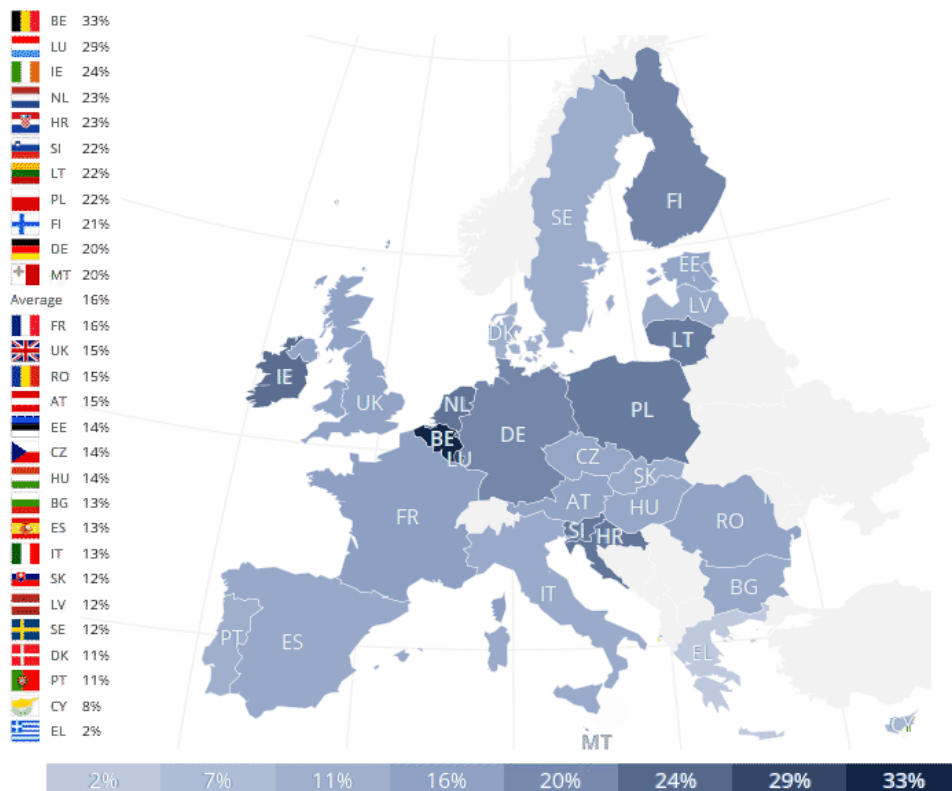 BE 33%
LU 29%
IE 24%
NL 23%
HR 23%
SI 22%
LT 22%
PL 22%
FI 21%
DE 20%
MT 20%
Average 16%
FR 16%
UK 15%
RO 15%
AT 15%
EE 14%
CZ 14%
HU 14%
BG 13%
ES 13%
IT 13%
SK 12%
LV 12%
SE 12%
DK 11%
PT 11%
CY 8%
EL 2%
FI
SE
EE
LV
DK
LT
IE
UK
NL
PL
BE
DE
LU
CZ
SK
AT
HU
FR
RO
SI
HR
BG
IT
PT
ES
EL
CY
MT
2% 7% 11% 16% 20% 24% 29% 33%